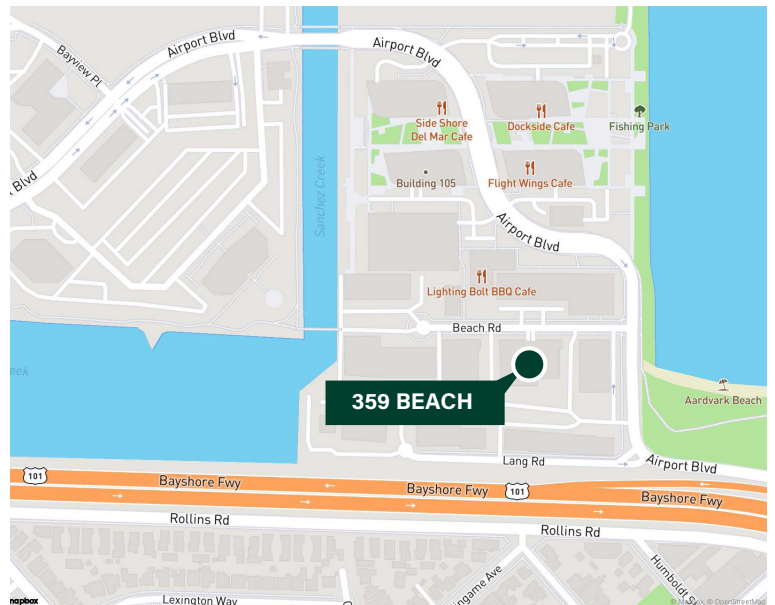 Airport Blvd
Airport Blvd
Bayview Pl
Side Shore
Del Mar Cafe
Dockside Cafe
Fishing Park
Building 105
Flight Wings Cafe
Blvd
Sanchez Creek
Airport Blvd
Lighting Bolt BBQ Cafe
Beach Rd
eek
359 BEACH
Aardvark Beach
Lang Rd
Airport Blvd
101
Bayshore Fwy
Bayshore Fwy
101
Bayshore Fwy
Rollins Rd
Rollins Rd
Humboldt S
ngame Ave
Lexington Way
mapbox
© Mapbox, © OpenStreetMap